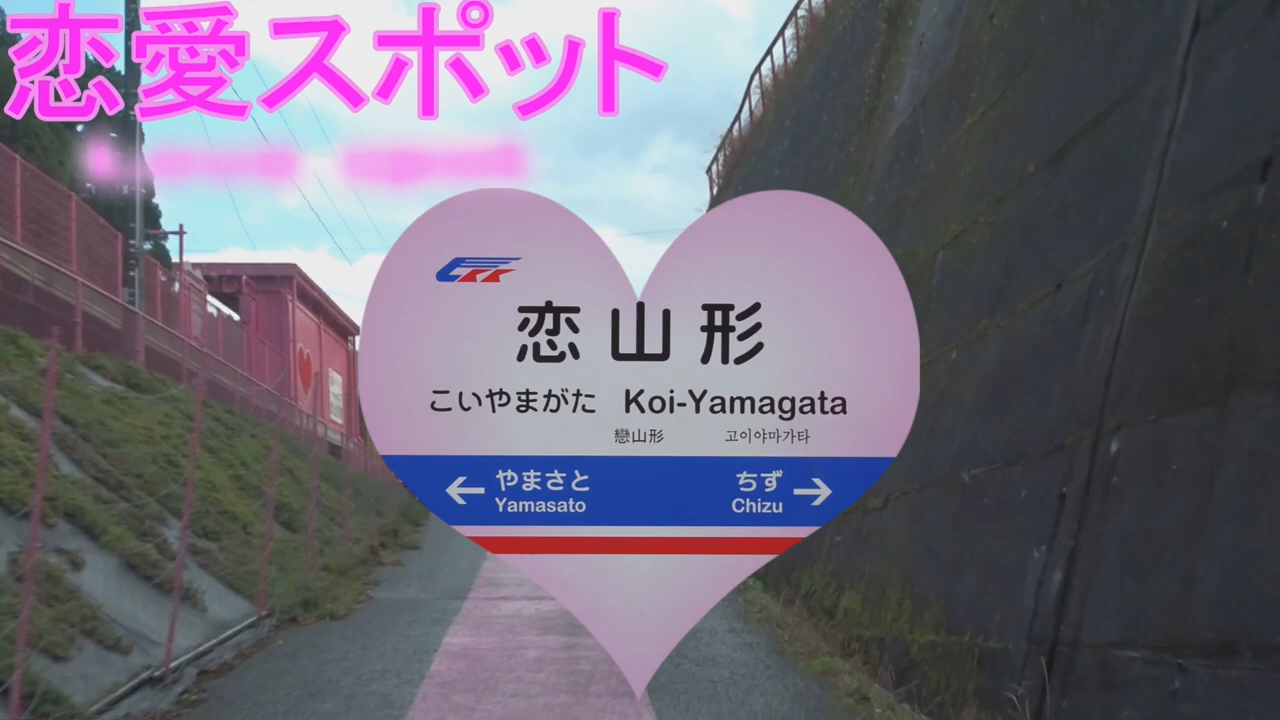 恋愛スポット
恋山形
こいやまがた Koi-Yamagata
戀山形 고이야마가타
← やまさと ちず →
Yamasato Chizu